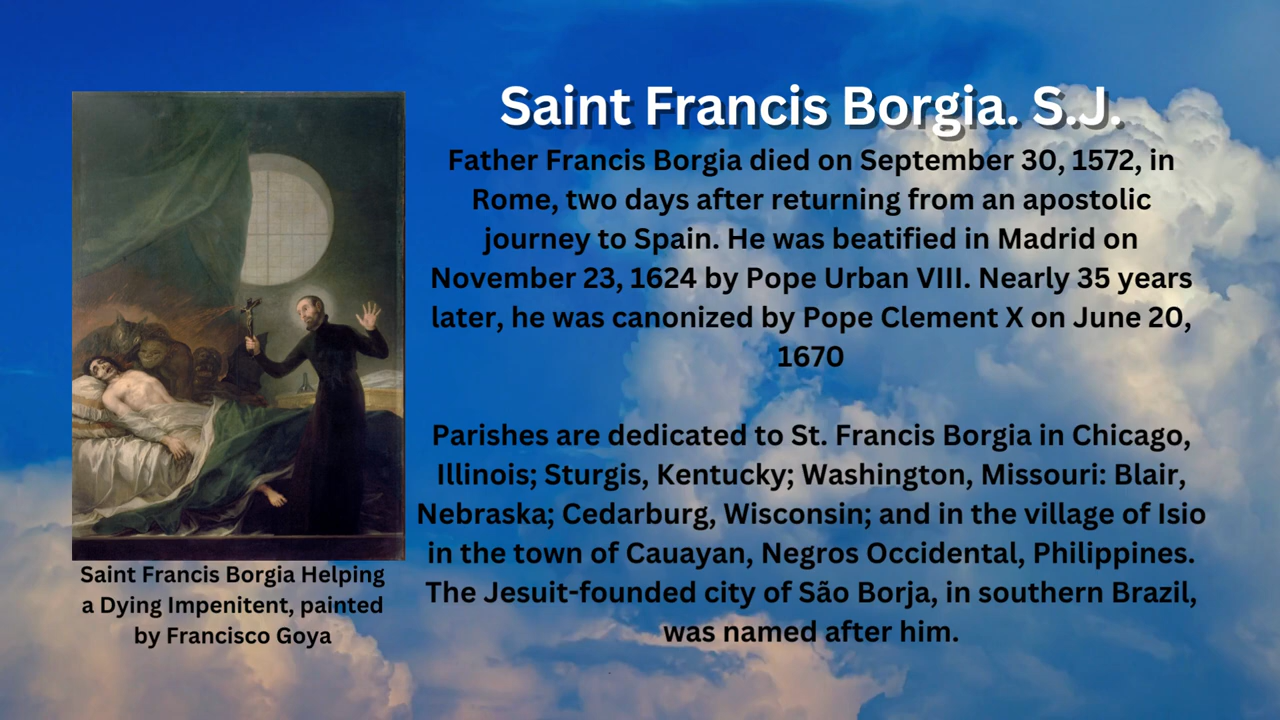 Saint Francis Borgia. S.J.
Father Francis Borgia died on September 30, 1572, in
Rome, two days after returning from an apostolic
journey to Spain. He was beatified in Madrid on
November 23, 1624 by Pope Urban VIII. Nearly 35 years
later, he was canonized by Pope Clement X on June 20,
1670
Parishes are dedicated to St. Francis Borgia in Chicago,
Illinois; Sturgis, Kentucky; Washington, Missouri: Blair,
Nebraska; Cedarburg, Wisconsin; and in the village of Isio
in the town of Cauayan, Negros Occidental, Philippines.
The Jesuit-founded city of São Borja, in southern Brazil,
was named after him.
Saint Francis Borgia Helping
a Dying Impenitent, painted
by Francisco Goya